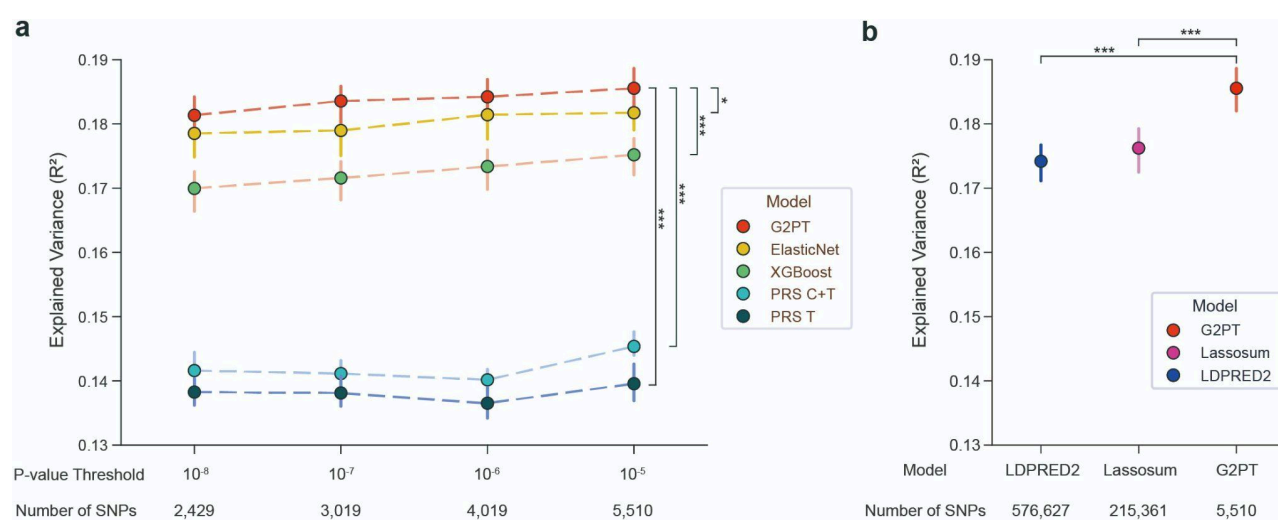 a
0.19
0.18
0.17
0.16
0.15
0.14
0.13
Explained Variance (R²)
*
***
***
***
Model
G2PT
ElasticNet
XGBoost
PRS C+T
PRS T
P-value Threshold 10⁻⁸ 10⁻⁷ 10⁻⁶ 10⁻⁵
Number of SNPs 2,429 3,019 4,019 5,510
b
***
***
0.19
0.18
0.17
0.16
0.15
0.14
0.13
Explained Variance (R²)
Model
G2PT
Lassosum
LDPRED2
Model LDPRED2 Lassosum G2PT
Number of SNPs 576,627 215,361 5,510